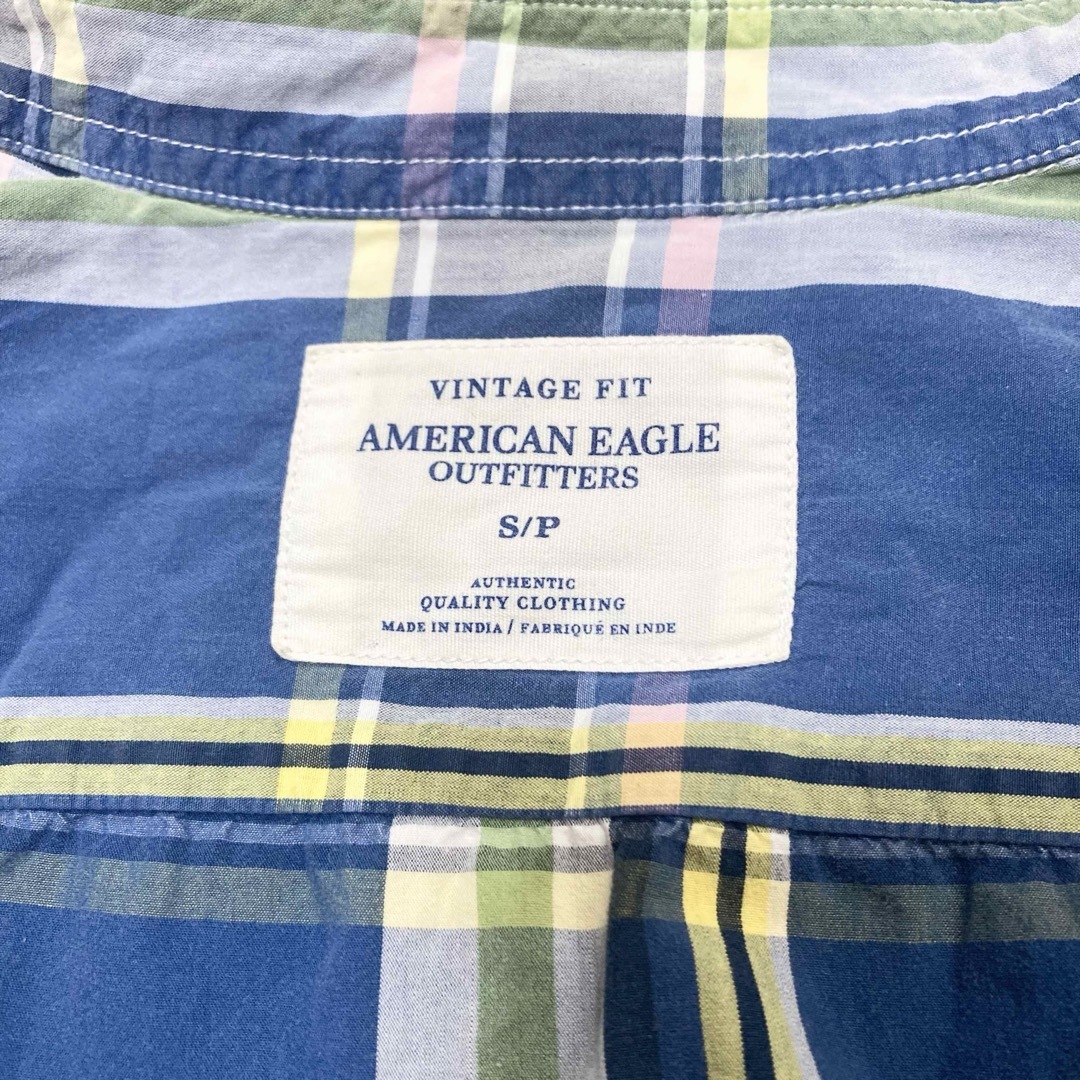 VINTAGE FIT
AMERICAN EAGLE
OUTFITTERS
S/P
AUTHENTIC
QUALITY CLOTHING
MADE IN INDIA / FABRIQUÉ EN INDE